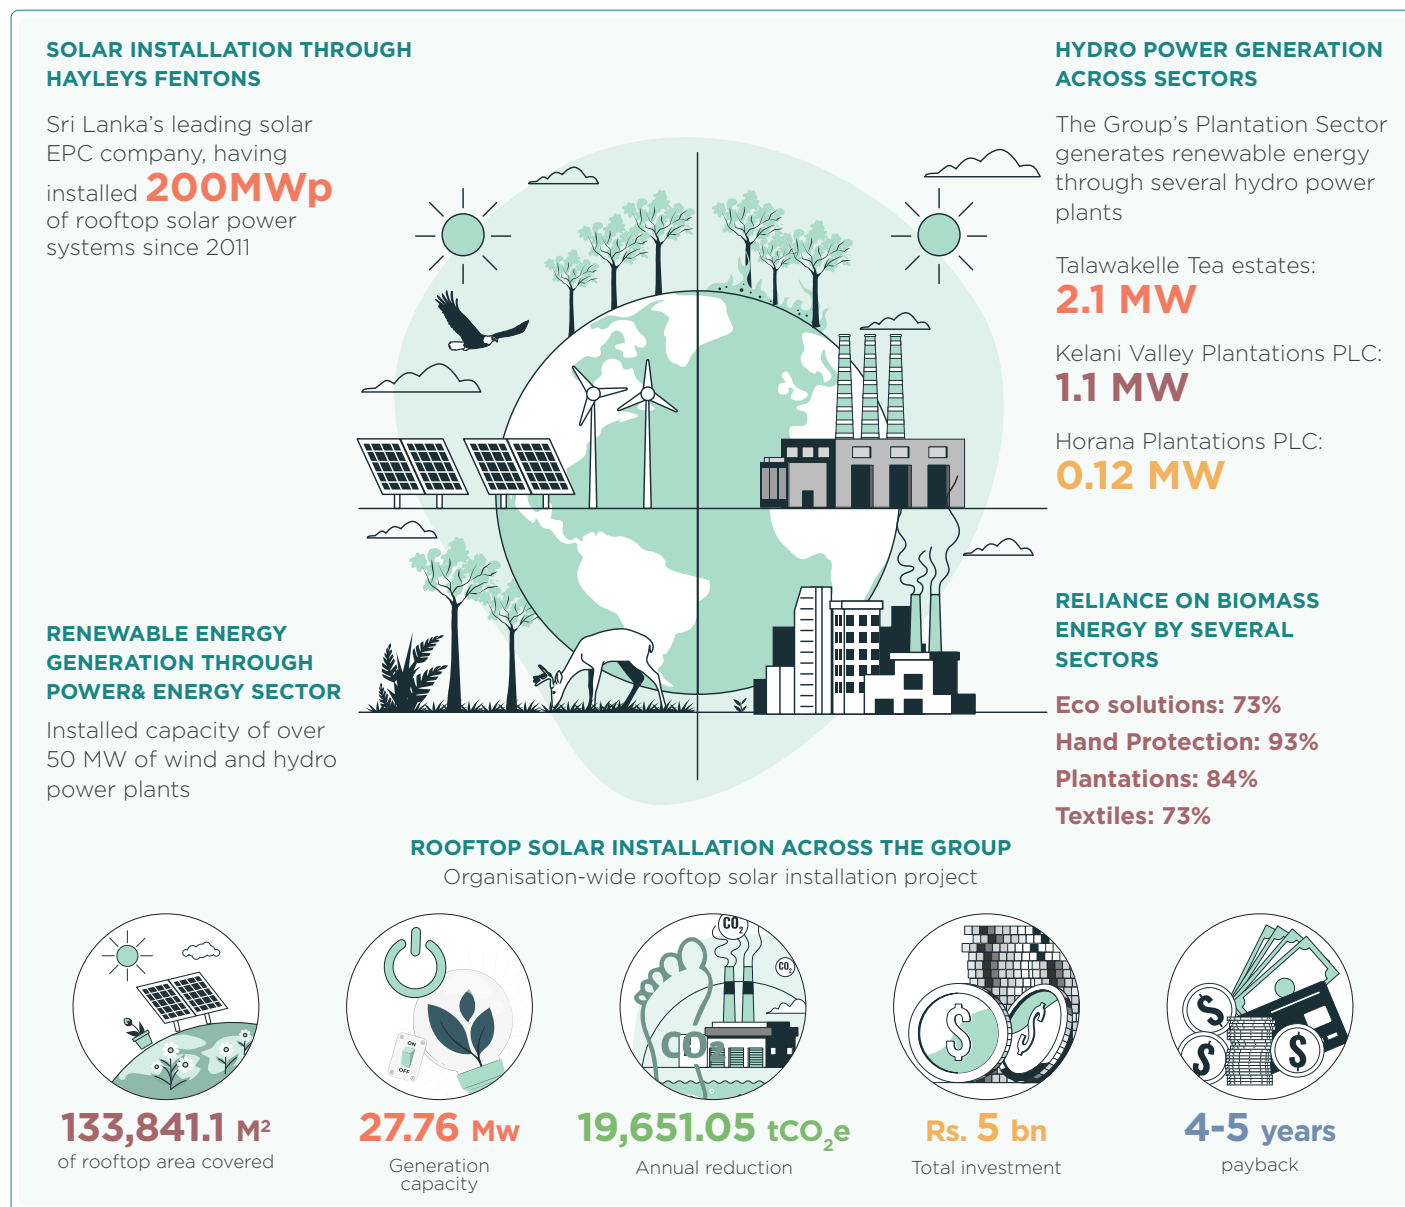 SOLAR INSTALLATION THROUGH
HAYLEYS FENTONS
Sri Lanka's leading solar
EPC company, having
installed 200MWp
of rooftop solar power
systems since 2011
HYDRO POWER GENERATION
ACROSS SECTORS
The Group's Plantation Sector
generates renewable energy
through several hydro power
plants
Talawakelle Tea estates:
2.1 MW
Kelani Valley Plantations PLC:
1.1 MW
Horana Plantations PLC:
0.12 MW
RENEWABLE ENERGY
GENERATION THROUGH
POWER& ENERGY SECTOR
Installed capacity of over
50 MW of wind and hydro
power plants
RELIANCE ON BIOMASS
ENERGY BY SEVERAL
SECTORS
Eco solutions: 73%
Hand Protection: 93%
Plantations: 84%
Textiles: 73%
ROOFTOP SOLAR INSTALLATION ACROSS THE GROUP
Organisation-wide rooftop solar installation project
ON
OFF
CO₂
CO₂
CO₂
$
$
$
$
$
133,841.1 M²
of rooftop area covered
27.76 Mw
Generation
capacity
19,651.05 tCO₂e
Annual reduction
Rs. 5 bn
Total investment
4-5 years
payback